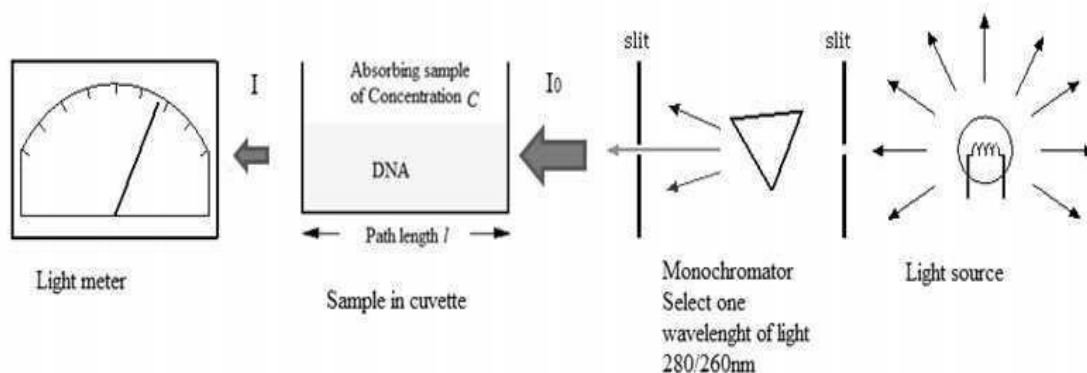 slit
slit
I
Absorbing sample
of Concentration C
I0
DNA
Path length l
Light meter
Sample in cuvette
Monochromator
Select one
wavelenght of light
280/260nm
Light source